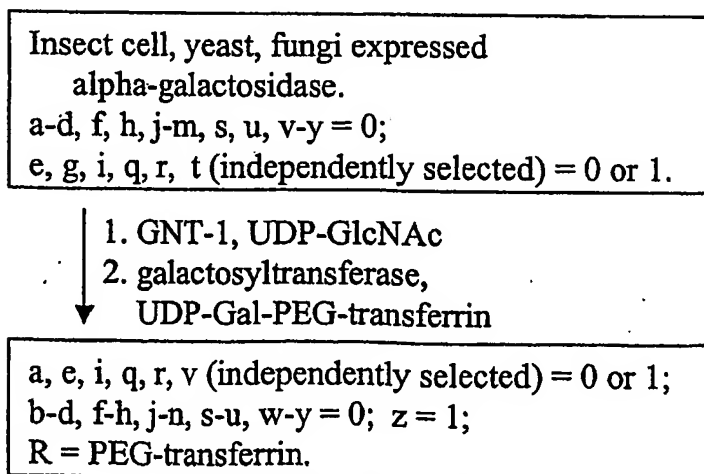 Insect cell, yeast, fungi expressed
alpha-galactosidase.
a-d, f, h, j-m, s, u, v-y = 0;
e, g, i, q, r, t (independently selected) = 0 or 1.
1. GNT-1, UDP-GlcNAc
2. galactosyltransferase,
UDP-Gal-PEG-transferrin
a, e, i, q, r, v (independently selected) = 0 or 1;
b-d, f-h, j-n, s-u, w-y = 0; z = 1;
R = PEG-transferrin.